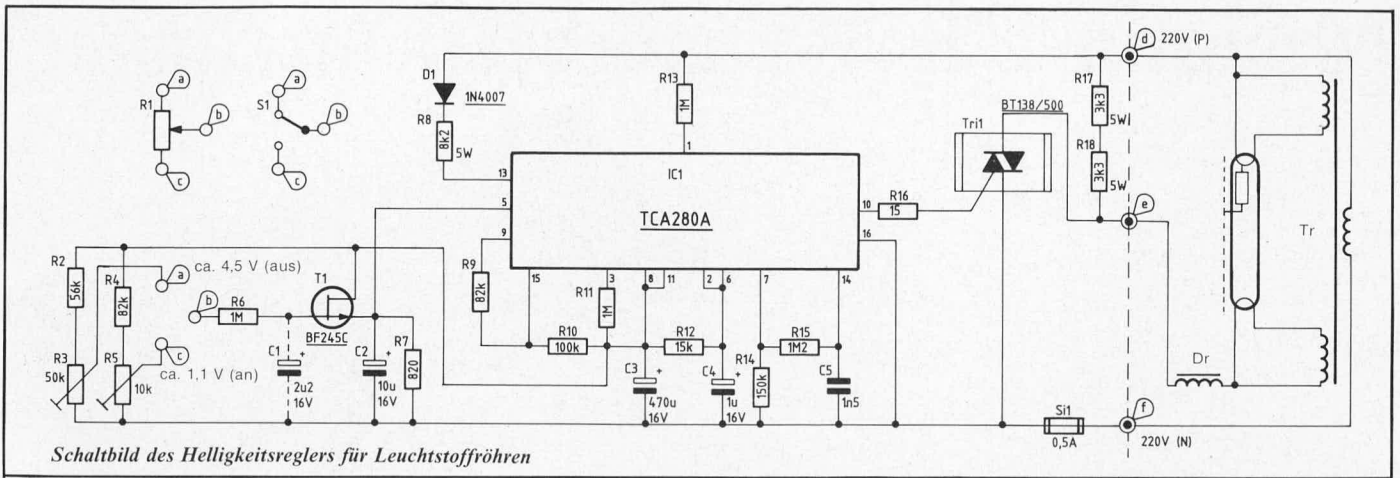 d
220V (P)
D1
1N4007
R8
8k2
5W
R13
1M
1
a
R1
b
c
a
S1
b
c
IC1
TCA280A
13
5
9
10
16
15
3
8
11
2
6
7
14
R16
15
Tri1
BT138/500
R17
3k3
5W
R18
3k3
5W
e
Tr
Dr
R2
56k
R4
82k
a
ca. 4,5 V (aus)
b
R6
1M
T1
BF245C
c
ca. 1,1 V (an)
R3
50k
R5
10k
C1
+
2u2
16V
C2
+
10u
16V
R7
820
R9
82k
R11
1M
R10
100k
R12
15k
R15
1M2
R14
150k
C3
+
470u
16V
C4
+
1u
16V
C5
1n5
Si1
0,5A
f
220V (N)
Schaltbild des Helligkeitsreglers für Leuchtstoffröhren